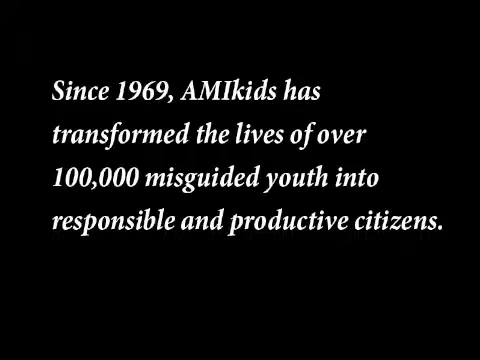 Since 1969, AMIkids has
transformed the lives of over
100,000 misguided youth into
responsible and productive citizens.